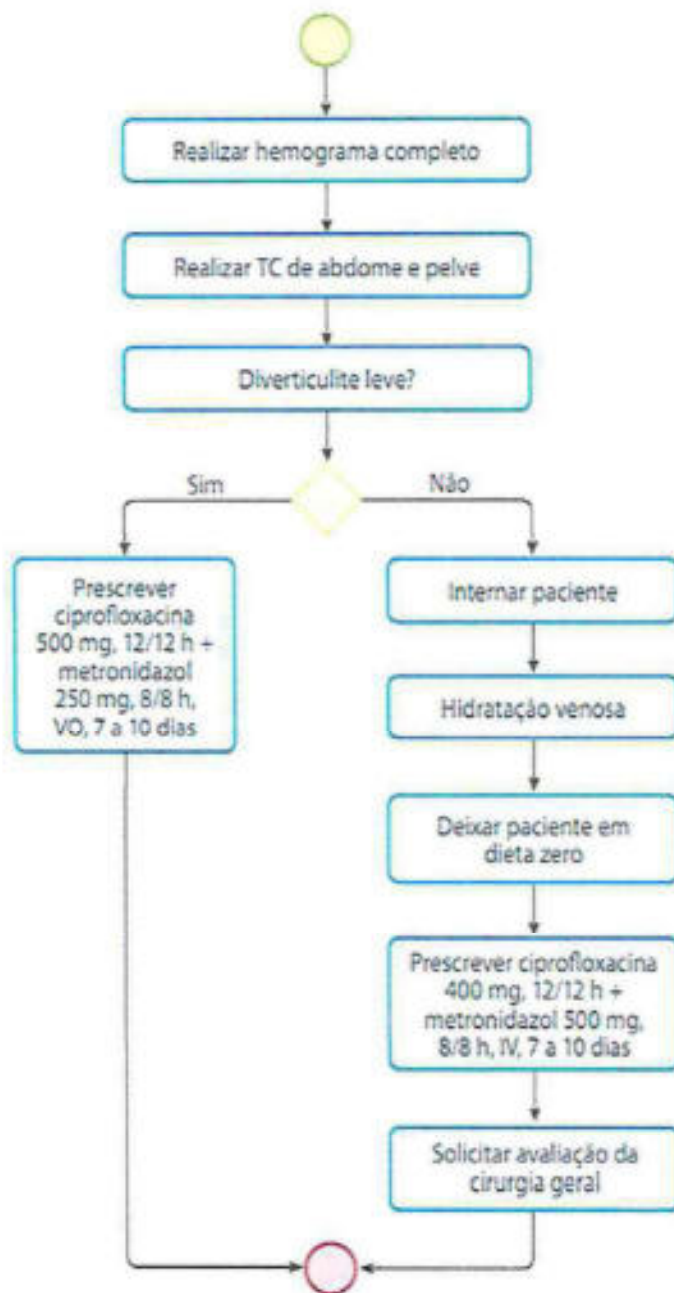 Realizar hemograma completo
Realizar TC de abdome e pelve
Diverticulite leve?
Sim
Não
Prescrever
ciprofloxacina
500 mg, 12/12 h +
metronidazol
250 mg, 8/8 h,
VO, 7 a 10 dias
Internar paciente
Hidratação venosa
Deixar paciente em
dieta zero
Prescrever ciprofloxacina
400 mg, 12/12 h +
metronidazol 500 mg,
8/8 h, IV, 7 a 10 dias
Solicitar avaliação da
cirurgia geral